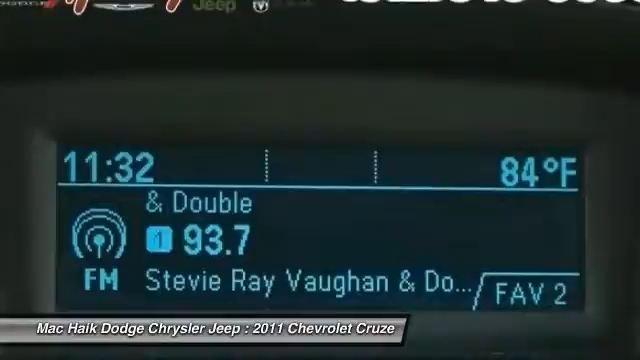 Jeep
11:32
84°F
& Double
1 93.7
FM
Stevie Ray Vaughan & Do...
FAV 2
Mac Haik Dodge Chrysler Jeep : 2011 Chevrolet Cruze